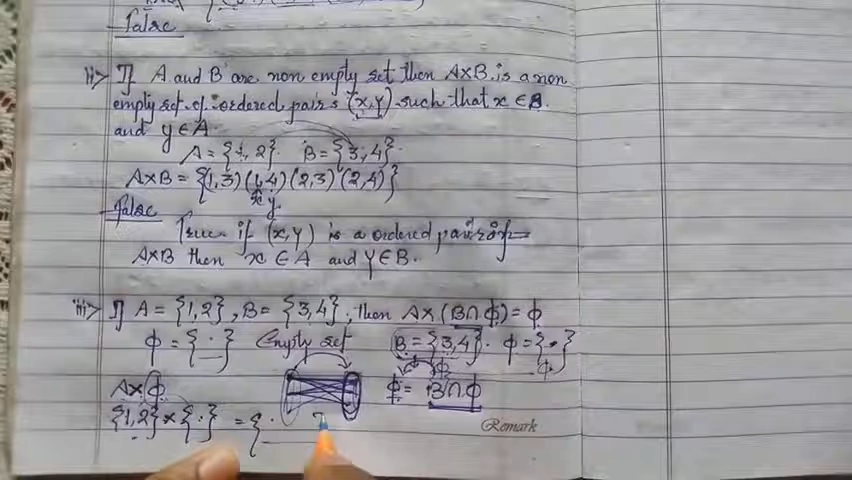 False
ii> If A and B are non empty set then A×B is a non
empty set of ordered pairs (x,y) such that x ∈ B.
and y ∈ A.
A = {1, 2} B = {3, 4}
A×B = {(1,3) (1,4) (2,3) (2,4)}
x y
False
True if (x,y) is a ordered pair of
A×B then x ∈ A and y ∈ B.
iii> If A = {1,2}, B = {3,4}, then A×(B∩ϕ) = ϕ
ϕ = {.} Empty set B = {3,4}. ϕ = {.}
A×ϕ ϕ = B∩ϕ
{1,2} × {.} = {.
Remark